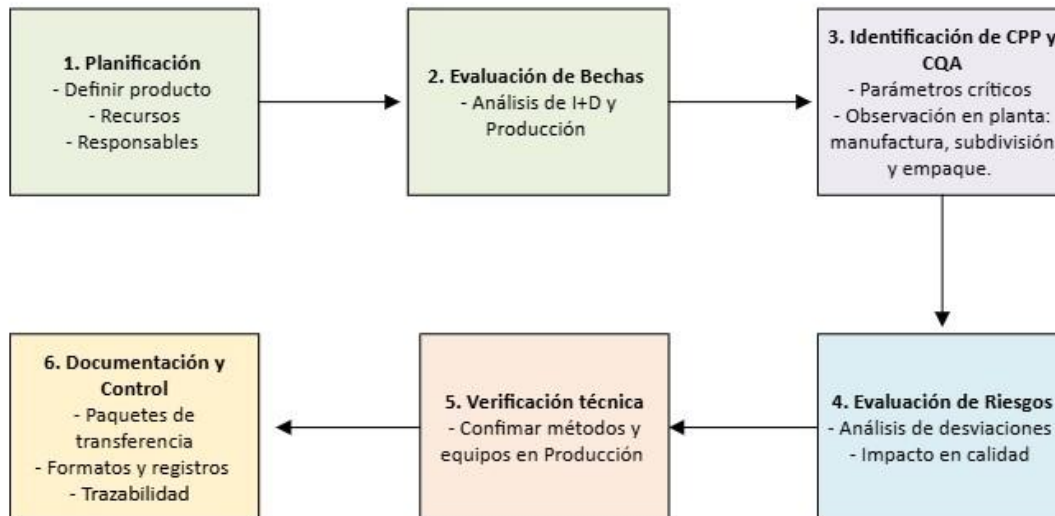 1. Planificación
- Definir producto
- Recursos
- Responsables
2. Evaluación de Bechas
- Análisis de I+D y
Producción
3. Identificación de CPP y
CQA
- Parámetros críticos
- Observación en planta:
manufactura, subdivisión
y empaque.
4. Evaluación de Riesgos
- Análisis de desviaciones
- Impacto en calidad
5. Verificación técnica
- Confimar métodos y
equipos en Producción
6. Documentación y
Control
- Paquetes de
transferencia
- Formatos y registros
- Trazabilidad